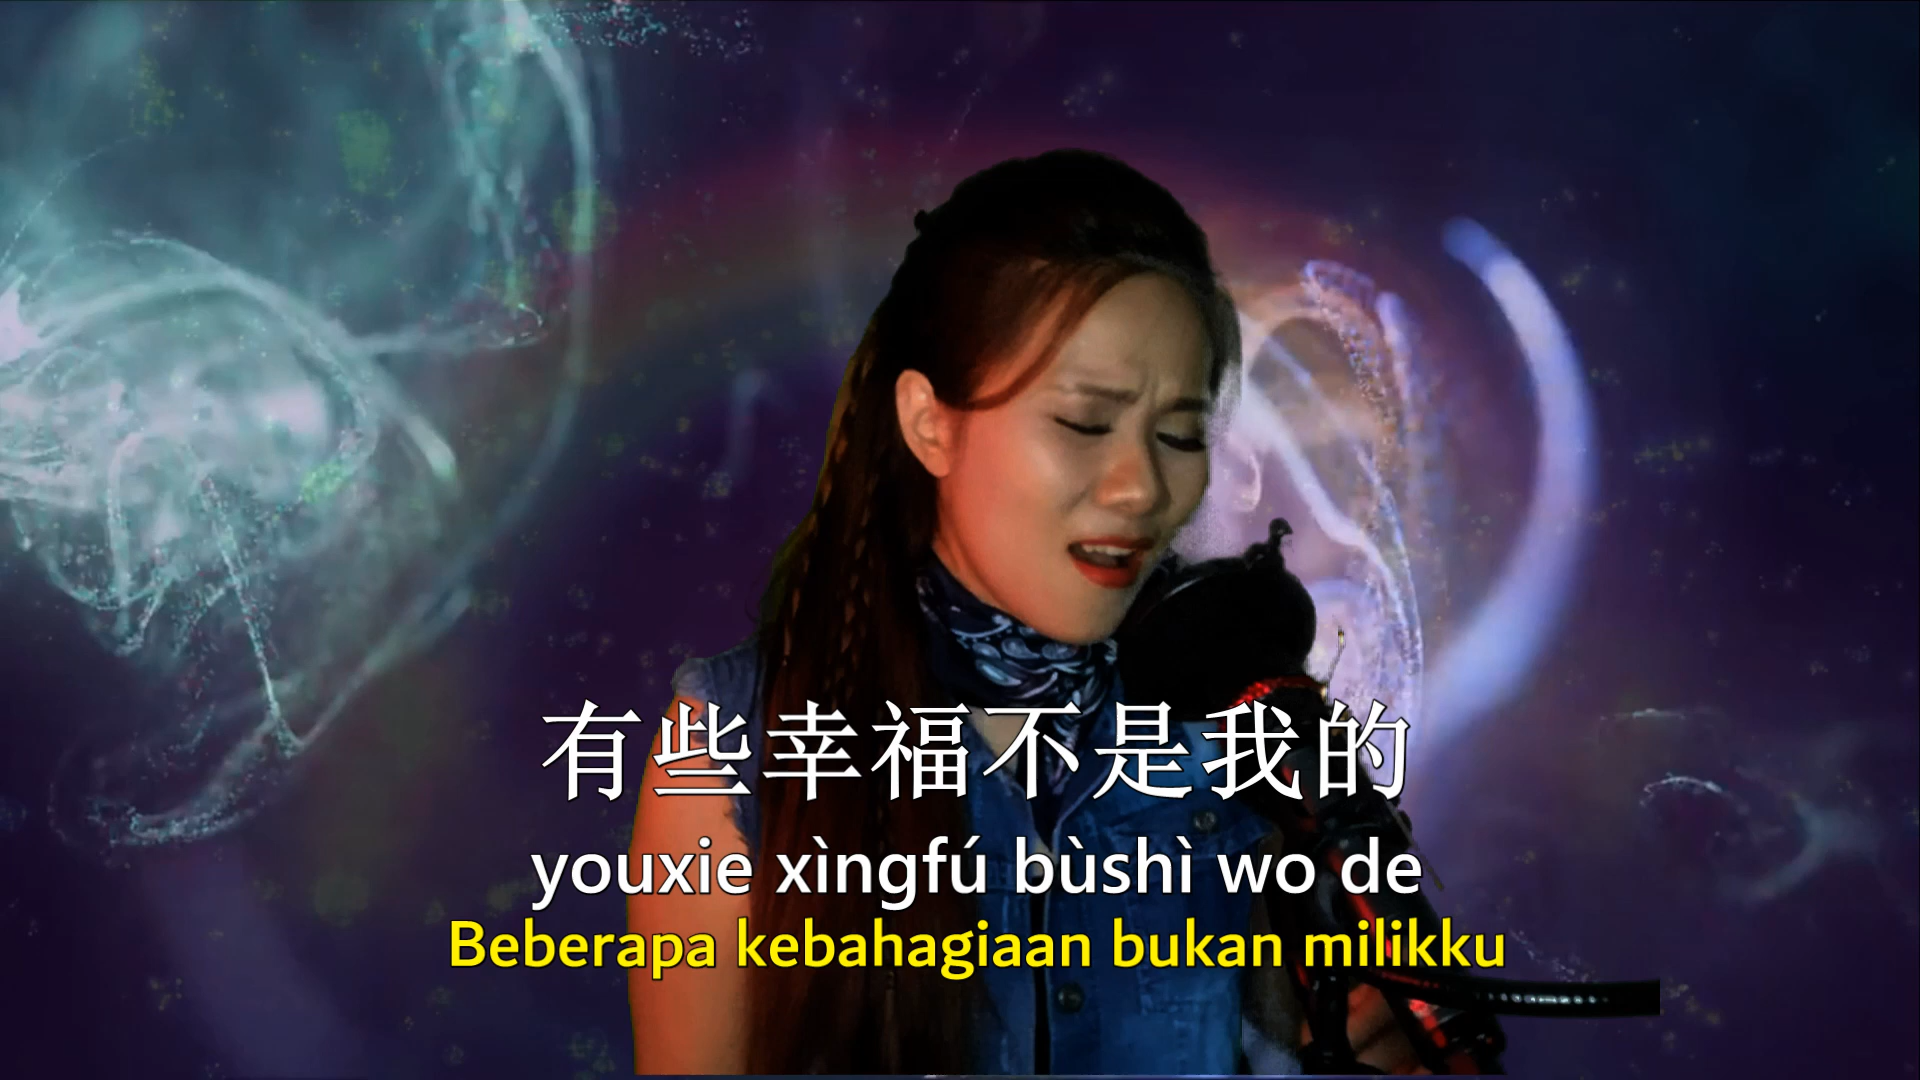 有些幸福不是我的
youxie xìngfú bùshì wo de
Beberapa kebahagiaan bukan milikku